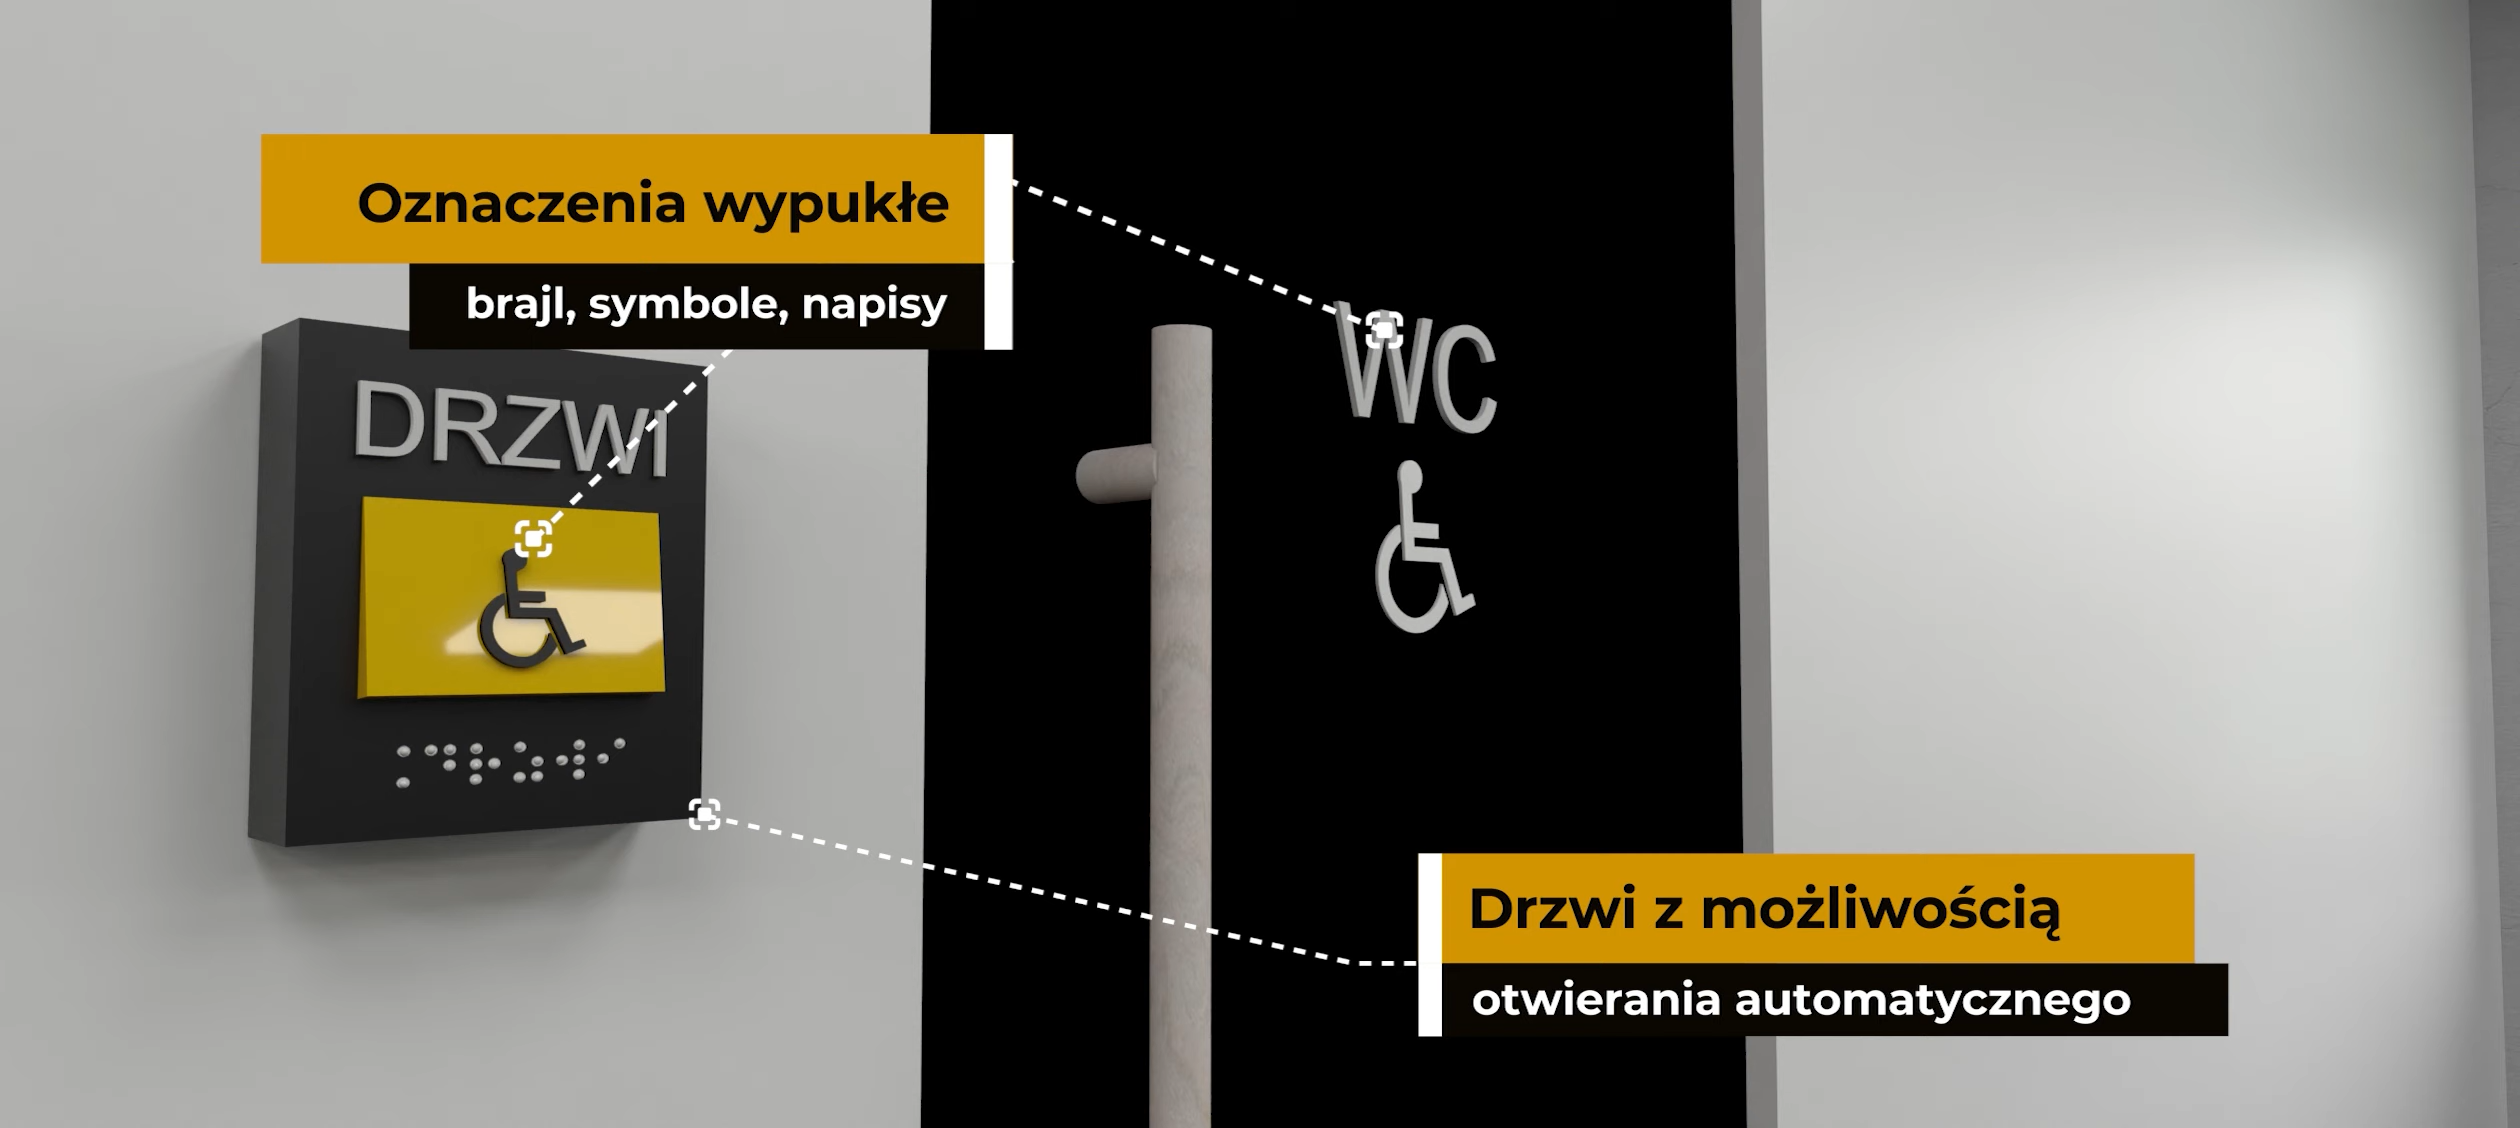 Oznaczenia wypukłe
brajl, symbole, napisy
DRZWI
WC
Drzwi z możliwością
otwierania automatycznego